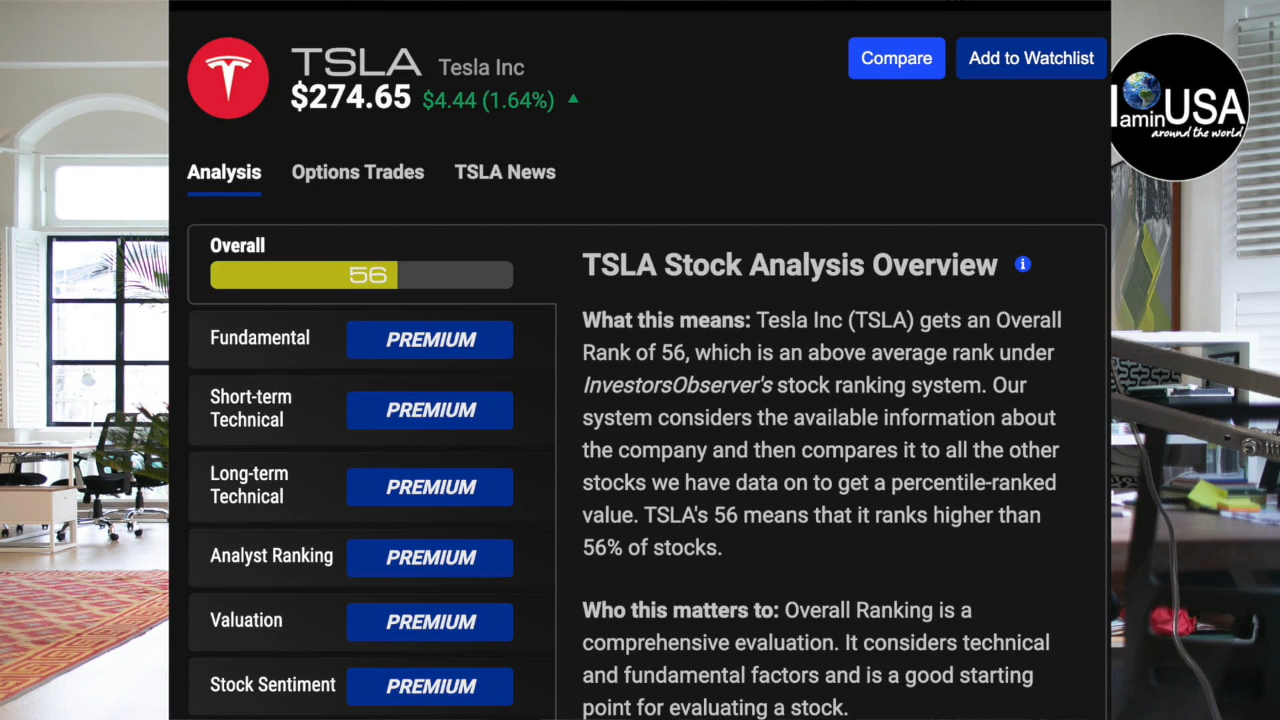 TSLA Tesla Inc
$274.65 $4.44 (1.64%)
Compare
Add to Watchlist
I aminUSA
around the world
Analysis
Options Trades
TSLA News
Overall
56
Fundamental
PREMIUM
Short-term
Technical
PREMIUM
Long-term
Technical
PREMIUM
Analyst Ranking
PREMIUM
Valuation
PREMIUM
Stock Sentiment
PREMIUM
TSLA Stock Analysis Overview
What this means: Tesla Inc (TSLA) gets an Overall
Rank of 56, which is an above average rank under
InvestorsObserver's stock ranking system. Our
system considers the available information about
the company and then compares it to all the other
stocks we have data on to get a percentile-ranked
value. TSLA's 56 means that it ranks higher than
56% of stocks.
Who this matters to: Overall Ranking is a
comprehensive evaluation. It considers technical
and fundamental factors and is a good starting
point for evaluating a stock.